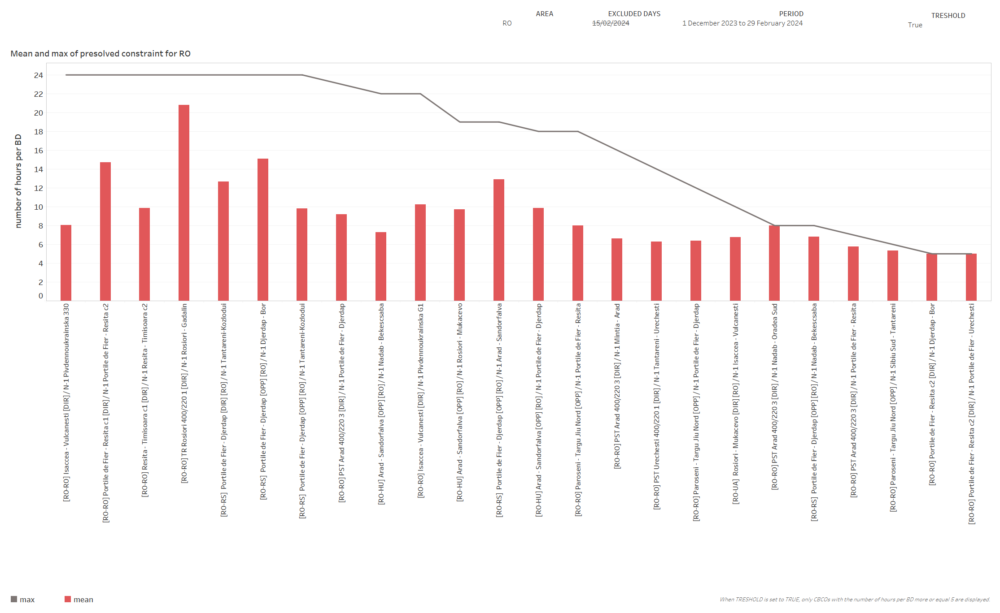 AREA
RO
EXCLUDED DAYS
15/02/2024
PERIOD
1 December 2023 to 29 February 2024
TRESHOLD
True
Mean and max of presolved constraint for RO
number of hours per BD
24
22
20
18
16
14
12
10
8
6
4
2
0
[RO-RO] Isaccea - Vulcanesti [DIR] / N-1 Pivdennoukrainska 330
[RO-RO] Portile de Fier - Resita c1 [DIR] / N-1 Portile de Fier - Resita c2
[RO-RO] Resita - Timisoara c1 [DIR] / N-1 Resita - Timisoara c2
[RO-RO] TR Rosiori 400/220 1 [DIR] / N-1 Rosiori - Gadalin
[RO-RS] Portile de Fier - Djerdap [DIR] [RO] / N-1 Tantareni-Kozlodui
[RO-RS] Portile de Fier - Djerdap [OPP] [RO] / N-1 Djerdap - Bor
[RO-RS] Portile de Fier - Djerdap [OPP] [RO] / N-1 Tantareni-Kozlodui
[RO-RO] PST Arad 400/220 3 [DIR] / N-1 Portile de Fier - Djerdap
[RO-HU] Arad - Sandorfalva [OPP] [RO] / N-1 Nadab - Bekescsaba
[RO-RO] Isaccea - Vulcanesti [DIR] / N-1 Pivdennoukrainska G1
[RO-HU] Arad - Sandorfalva [OPP] [RO] / N-1 Rosiori - Mukacevo
[RO-RS] Portile de Fier - Djerdap [OPP] [RO] / N-1 Arad - Sandorfalva
[RO-HU] Arad - Sandorfalva [OPP] [RO] / N-1 Portile de Fier - Djerdap
[RO-RO] Paroseni - Targu Jiu Nord [OPP] / N-1 Portile de Fier - Resita
[RO-RO] PST Arad 400/220 3 [DIR] / N-1 Mintia - Arad
[RO-RO] PST Urechesti 400/220 1 [DIR] / N-1 Tantareni - Urechesti
[RO-RO] Paroseni - Targu Jiu Nord [OPP] / N-1 Portile de Fier - Djerdap
[RO-UA] Rosiori - Mukacevo [DIR] [RO] / N-1 Isaccea - Vulcanesti
[RO-RO] PST Arad 400/220 3 [DIR] / N-1 Nadab - Oradea Sud
[RO-RS] Portile de Fier - Djerdap [OPP] [RO] / N-1 Nadab - Bekescsaba
[RO-RO] PST Arad 400/220 3 [DIR] / N-1 Portile de Fier - Resita
[RO-RO] Paroseni - Targu Jiu Nord [OPP] / N-1 Sibiu Sud - Tantareni
[RO-RO] Portile de Fier - Resita c2 [DIR] / N-1 Djerdap - Bor
[RO-RO] Portile de Fier - Resita c2 [DIR] / N-1 Portile de Fier - Urechesti
max
mean
When TRESHOLD is set to TRUE, only CBCOs with the number of hours per BD more or equal 5 are displayed.